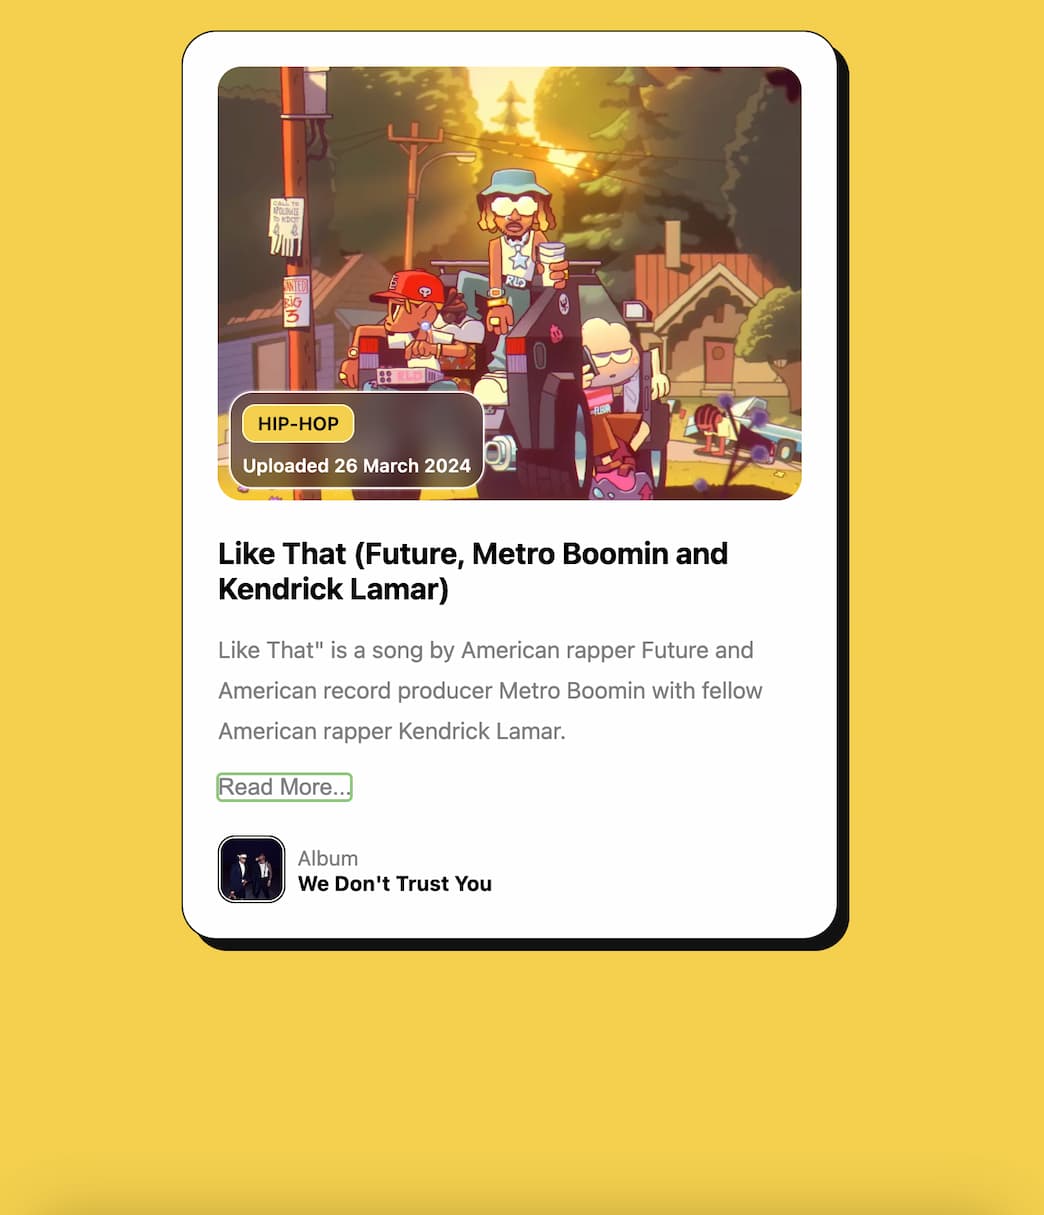 CALL TO
APOLOGIZE
TO KDOT
WANTED
BIG
3
RLD
HIP-HOP
Uploaded 26 March 2024
Like That (Future, Metro Boomin and
Kendrick Lamar)
Like That" is a song by American rapper Future and
American record producer Metro Boomin with fellow
American rapper Kendrick Lamar.
Read More...
Album
We Don't Trust You